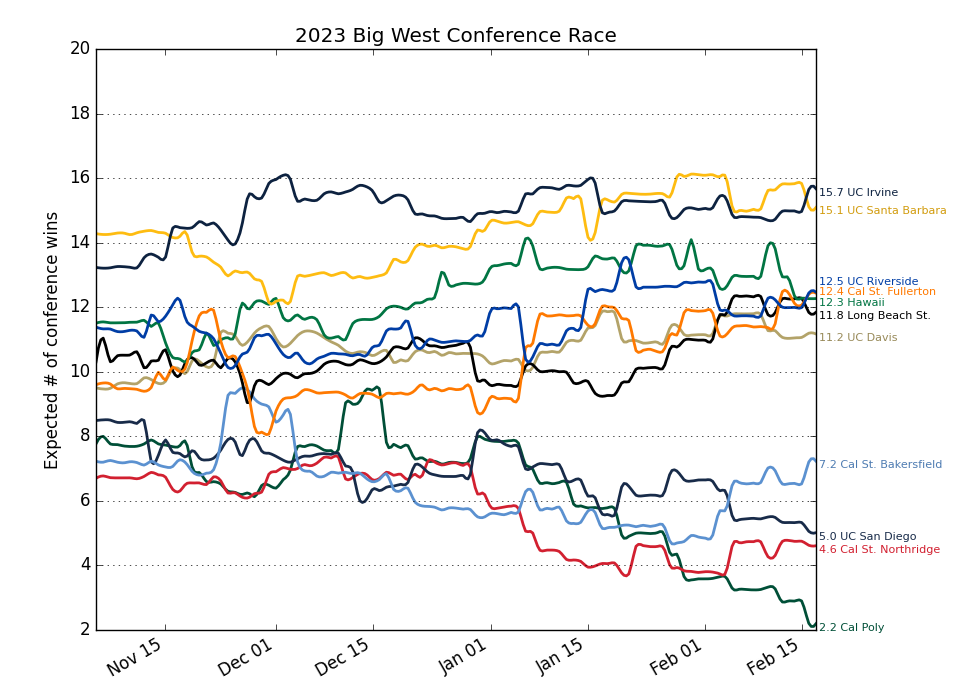 2023 Big West Conference Race
Expected # of conference wins
20
18
16
14
12
10
8
6
4
2
Nov 15
Dec 01
Dec 15
Jan 01
Jan 15
Feb 01
Feb 15
15.7 UC Irvine
15.1 UC Santa Barbara
12.5 UC Riverside
12.4 Cal St. Fullerton
12.3 Hawaii
11.8 Long Beach St.
11.2 UC Davis
7.2 Cal St. Bakersfield
5.0 UC San Diego
4.6 Cal St. Northridge
2.2 Cal Poly